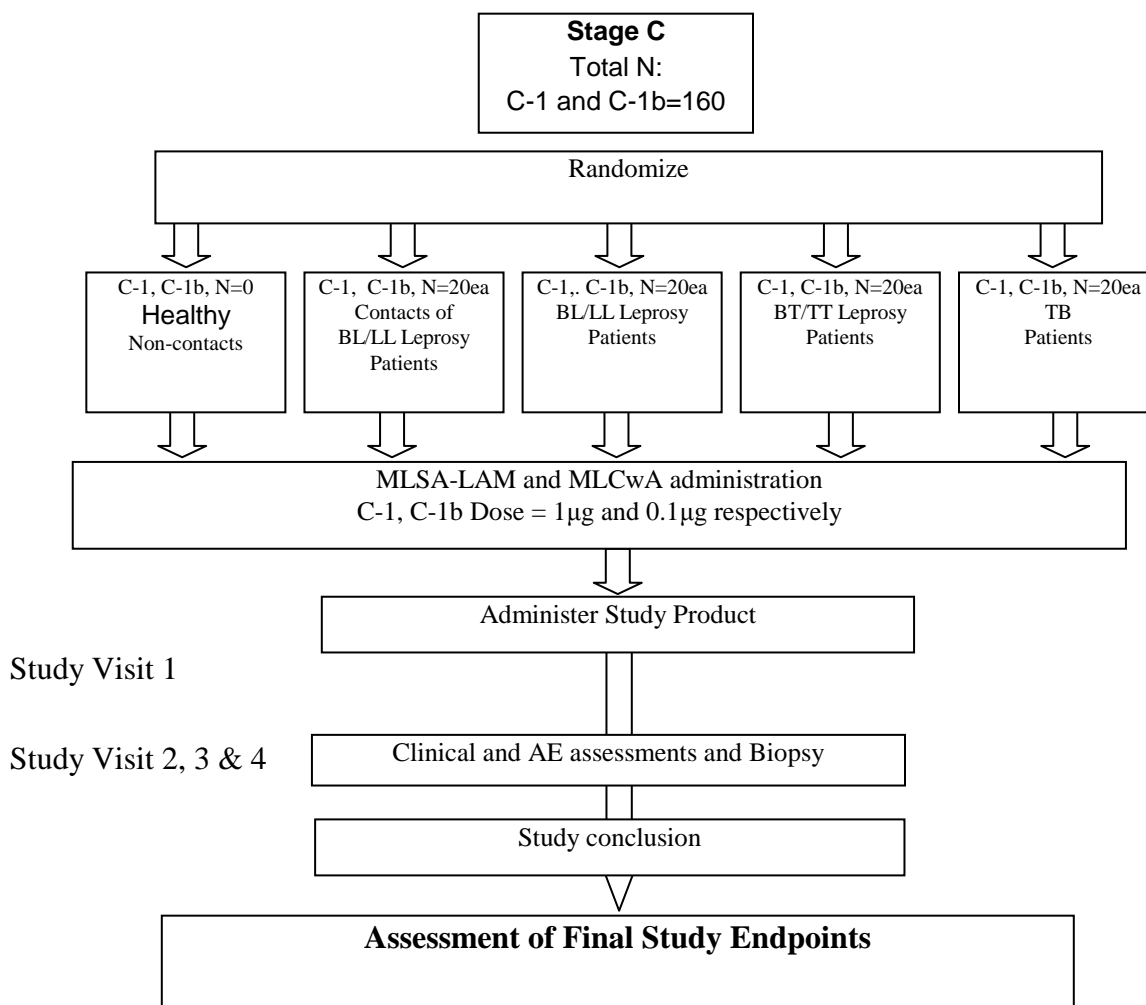 Stage C
Total N:
C-1 and C-1b=160
Randomize
C-1, C-1b, N=0
Healthy
Non-contacts
C-1, C-1b, N=20ea
Contacts of
BL/LL Leprosy
Patients
C-1,. C-1b, N=20ea
BL/LL Leprosy
Patients
C-1, C-1b, N=20ea
BT/TT Leprosy
Patients
C-1, C-1b, N=20ea
TB
Patients
MLSA-LAM and MLCwA administration
C-1, C-1b Dose = 1µg and 0.1µg respectively
Administer Study Product
Study Visit 1
Study Visit 2, 3 & 4
Clinical and AE assessments and Biopsy
Study conclusion
Assessment of Final Study Endpoints